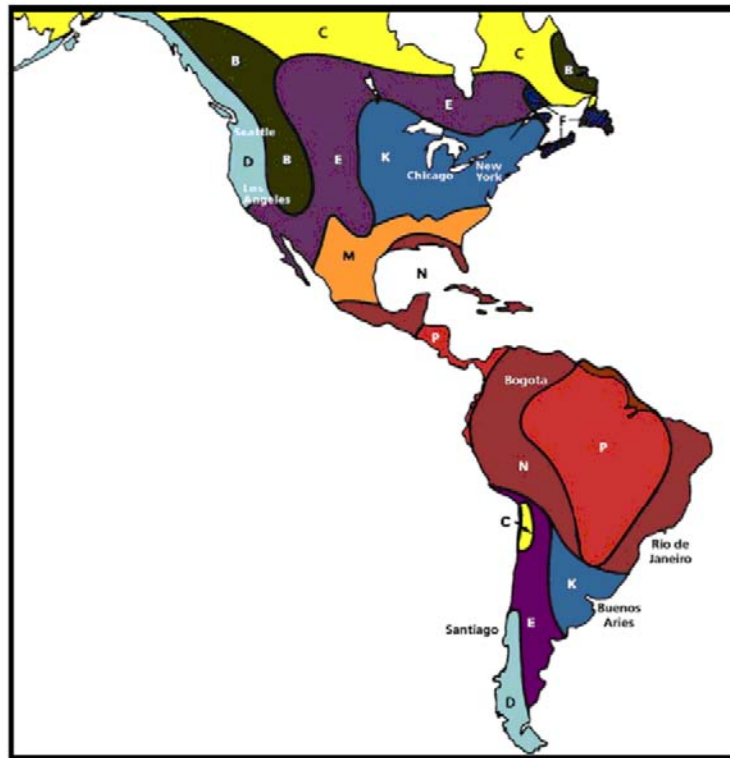 C
C
B
B
E
F
Seattle
D
B
E
K
Chicago
New
York
Los
Angeles
M
N
P
Bogota
P
N
C
Rio de
Janeiro
K
Buenos
Aries
E
Santiago
D